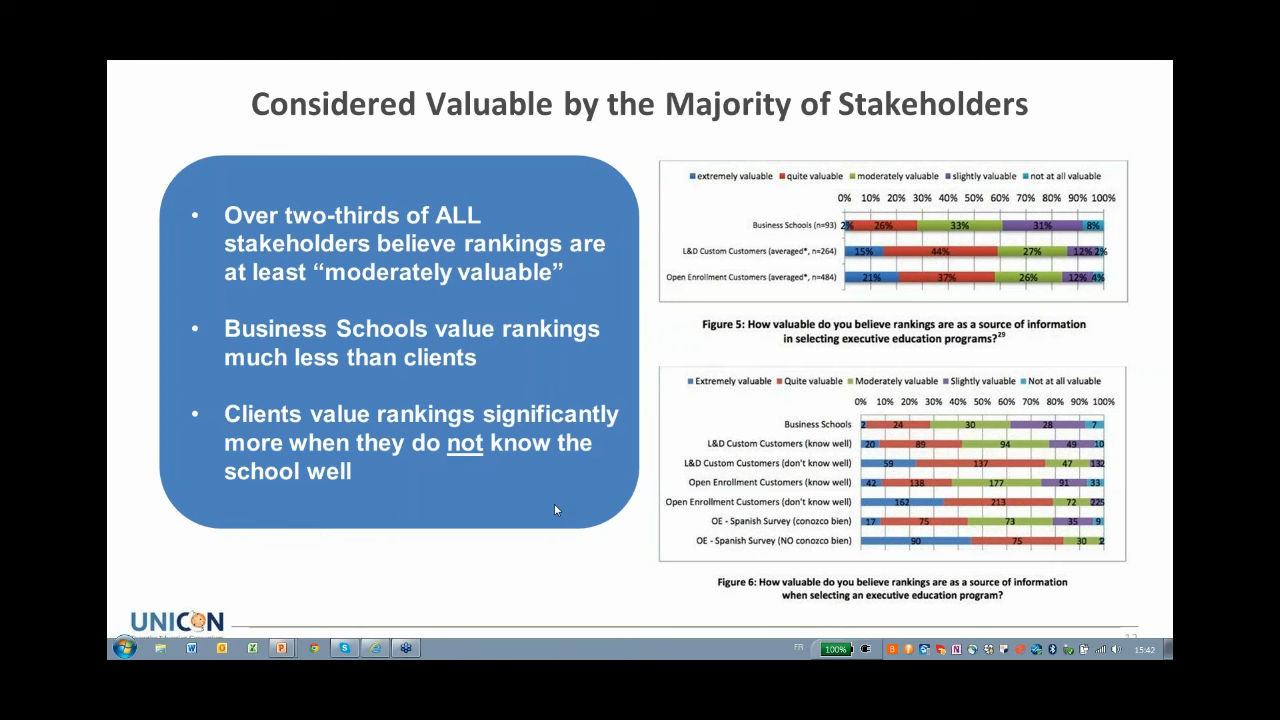 Considered Valuable by the Majority of Stakeholders
• Over two-thirds of ALL
stakeholders believe rankings are
at least “moderately valuable”
• Business Schools value rankings
much less than clients
• Clients value rankings significantly
more when they do not know the
school well
extremely valuable quite valuable moderately valuable slightly valuable not at all valuable
0% 10% 20% 30% 40% 50% 60% 70% 80% 90% 100%
Business Schools (n=93) 2% 26% 33% 31% 8%
L&D Custom Customers (averaged*, n=264) 15% 44% 27% 12% 2%
Open Enrollment Customers (averaged*, n=484) 21% 37% 26% 12% 4%
Figure 5: How valuable do you believe rankings are as a source of information
in selecting executive education programs?29
Extremely valuable Quite valuable Moderately valuable Slightly valuable Not at all valuable
0% 10% 20% 30% 40% 50% 60% 70% 80% 90% 100%
Business Schools 2 24 30 28 7
L&D Custom Customers (know well) 20 89 94 49 10
L&D Custom Customers (don't know well) 59 137 47
Open Enrollment Customers (know well) 42 138 177 91 33
Open Enrollment Customers (don't know well) 162 213 72
OE - Spanish Survey (conozco bien) 17 75 73 35 9
OE - Spanish Survey (NO conozco bien) 90 75 30
Figure 6: How valuable do you believe rankings are as a source of information
when selecting an executive education program?
UNICON
FR 100% 15:42